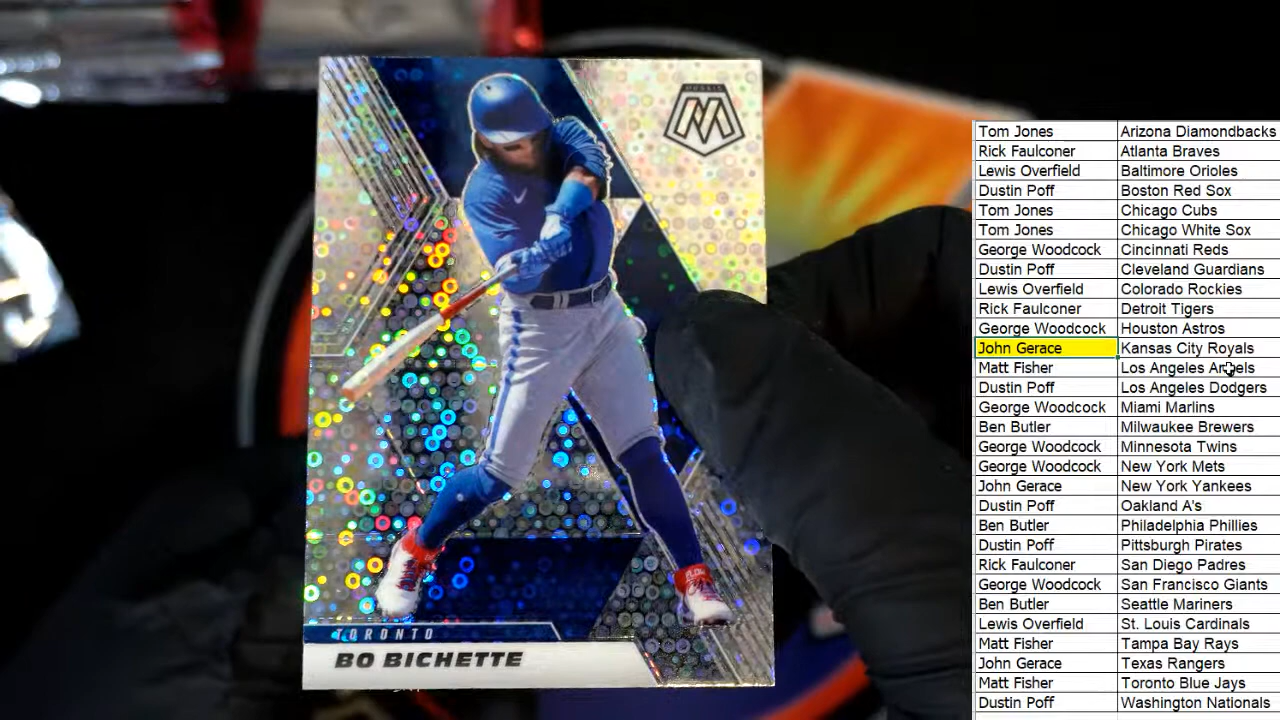 MOSAIC
TORONTO
BO BICHETTE
Tom Jones Arizona Diamondbacks
Rick Faulconer Atlanta Braves
Lewis Overfield Baltimore Orioles
Dustin Poff Boston Red Sox
Tom Jones Chicago Cubs
Tom Jones Chicago White Sox
George Woodcock Cincinnati Reds
Dustin Poff Cleveland Guardians
Lewis Overfield Colorado Rockies
Rick Faulconer Detroit Tigers
George Woodcock Houston Astros
John Gerace Kansas City Royals
Matt Fisher Los Angeles Angels
Dustin Poff Los Angeles Dodgers
George Woodcock Miami Marlins
Ben Butler Milwaukee Brewers
George Woodcock Minnesota Twins
George Woodcock New York Mets
John Gerace New York Yankees
Dustin Poff Oakland A's
Ben Butler Philadelphia Phillies
Dustin Poff Pittsburgh Pirates
Rick Faulconer San Diego Padres
George Woodcock San Francisco Giants
Ben Butler Seattle Mariners
Lewis Overfield St. Louis Cardinals
Matt Fisher Tampa Bay Rays
John Gerace Texas Rangers
Matt Fisher Toronto Blue Jays
Dustin Poff Washington Nationals